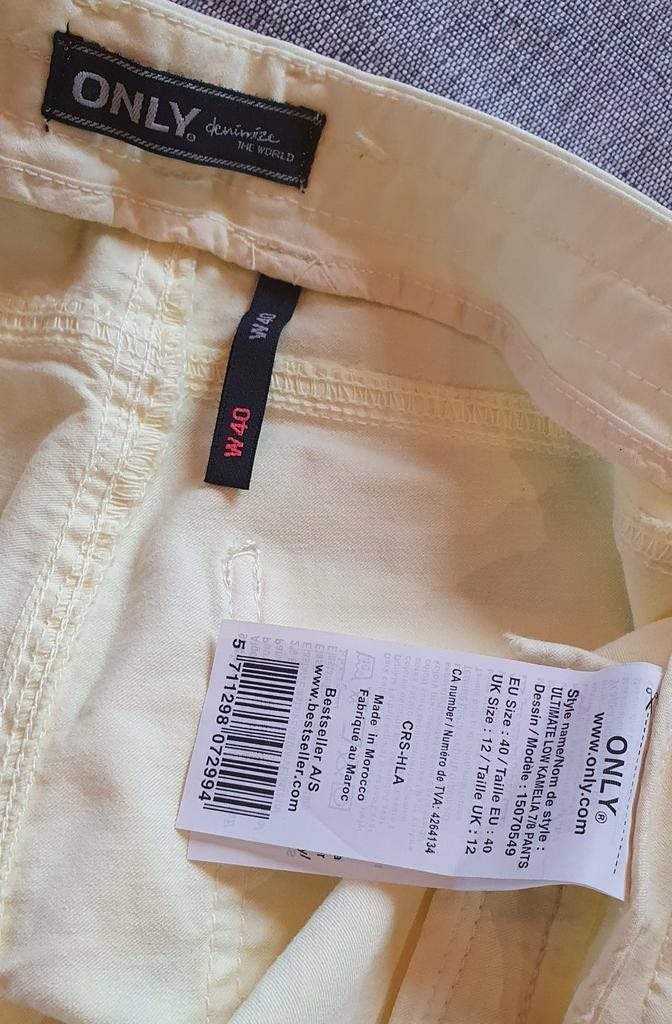 ONLY®
denimize
THE WORLD
W40
W40
ONLY®
www.only.com
Style name/Nom de style :
ULTIMATE LOW KAMELIA 7/8 PANTS
Dessin / Modèle : 15070549
EU Size : 40 / Taille EU : 40
UK Size : 12 / Taille UK : 12
CA number / Numéro de TVA: 4264134
CRS-HLA
Made in Morocco
Fabriqué au Maroc
Bestseller A/S
www.bestseller.com
5 711298 072994